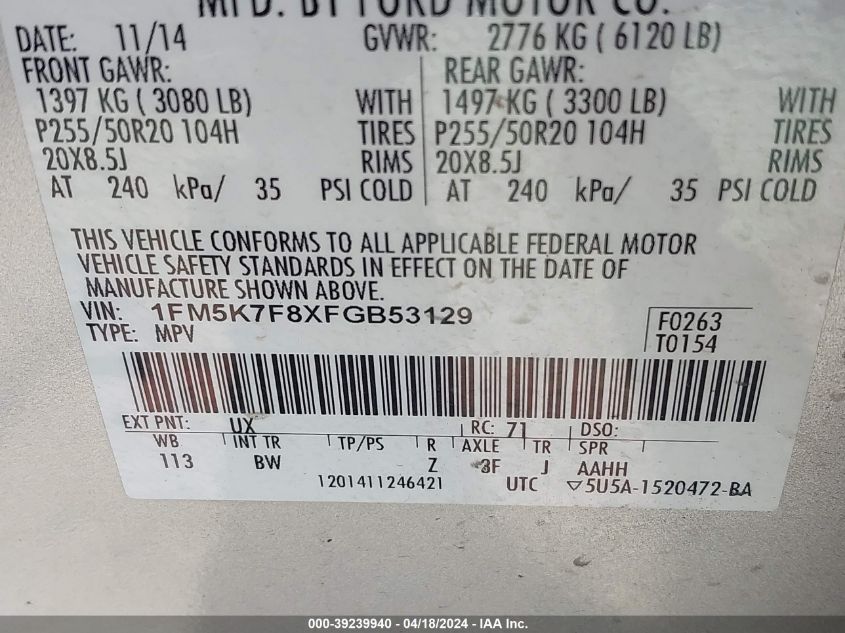 MFD. BY FORD MOTOR CO.
DATE: 11/14 GVWR: 2776 KG ( 6120 LB)
FRONT GAWR: REAR GAWR:
1397 KG ( 3080 LB) WITH 1497 KG ( 3300 LB) WITH
P255/50R20 104H TIRES P255/50R20 104H TIRES
20X8.5J RIMS 20X8.5J RIMS
AT 240 kPa/ 35 PSI COLD AT 240 kPa/ 35 PSI COLD
THIS VEHICLE CONFORMS TO ALL APPLICABLE FEDERAL MOTOR
VEHICLE SAFETY STANDARDS IN EFFECT ON THE DATE OF
MANUFACTURE SHOWN ABOVE.
VIN: 1FM5K7F8XFGB53129 F0263
TYPE: MPV T0154
EXT PNT: UX RC: 71 DSO:
WB INT TR TP/PS R AXLE TR SPR
113 BW Z 3F J AAHH
1201411246421 UTC ▽5U5A-1520472-BA
000-39239940 - 04/18/2024 - IAA Inc.